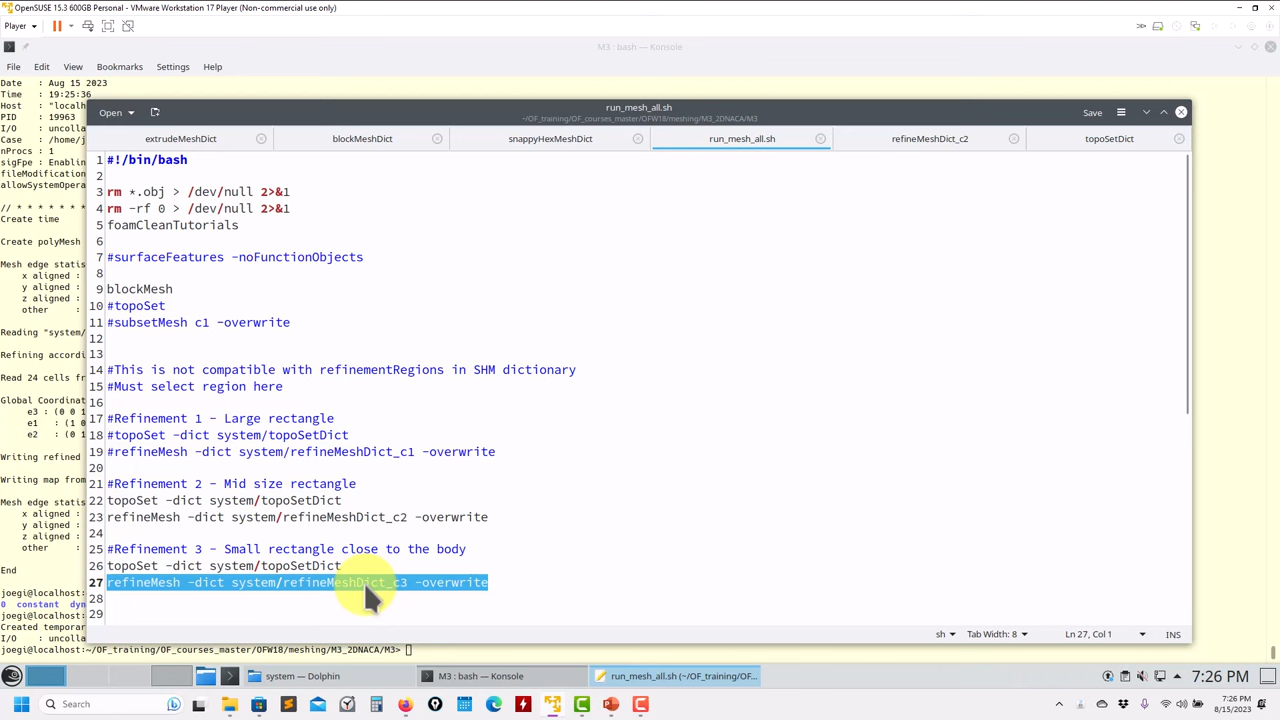 OpenSUSE 15.3 600GB Personal - VMware Workstation 17 Player (Non-commercial use only)
Player
M3 : bash — Konsole
File Edit View Bookmarks Settings Help
Date : Aug 15 2023
Time : 19:25:36
Host : "localh
PID : 19963
I/O : uncolla
Case : /home/j
nProcs : 1
sigFpe : Enablin
fileModification
allowSystemOpera
// * * * * * * *
Create time
Create polyMesh
Mesh edge statis
x aligned :
y aligned :
z aligned :
other :
Reading "system/
Refining accordi
Read 24 cells fr
Global Coordinat
e3 : (0 0 1
e1 : (1 0
e2 : (0 1
Writing refined
Writing map from
Mesh edge statis
x aligned :
y aligned :
z aligned :
other :
End
joegi@localhost:
0 constant dyn
joegi@localhost:
Created temporar
I/O : uncolla
joegi@localhost:~/OF_training/OF_courses_master/OFW18/meshing/M3_2DNACA/M3>
Open
run_mesh_all.sh
~/OF_training/OF_courses_master/OFW18/meshing/M3_2DNACA/M3
Save
extrudeMeshDict blockMeshDict snappyHexMeshDict run_mesh_all.sh refineMeshDict_c2 topoSetDict
1 #!/bin/bash
2
3 rm *.obj > /dev/null 2>&1
4 rm -rf 0 > /dev/null 2>&1
5 foamCleanTutorials
6
7 #surfaceFeatures -noFunctionObjects
8
9 blockMesh
10 #topoSet
11 #subsetMesh c1 -overwrite
12
13
14 #This is not compatible with refinementRegions in SHM dictionary
15 #Must select region here
16
17 #Refinement 1 - Large rectangle
18 #topoSet -dict system/topoSetDict
19 #refineMesh -dict system/refineMeshDict_c1 -overwrite
20
21 #Refinement 2 - Mid size rectangle
22 topoSet -dict system/topoSetDict
23 refineMesh -dict system/refineMeshDict_c2 -overwrite
24
25 #Refinement 3 - Small rectangle close to the body
26 topoSet -dict system/topoSetDict
27 refineMesh -dict system/refineMeshDict_c3 -overwrite
28
29
sh Tab Width: 8 Ln 27, Col 1 INS
system — Dolphin
M3 : bash — Konsole
run_mesh_all.sh (~/OF_training/OF...
7:26 PM
Search
7:26 PM
8/15/2023